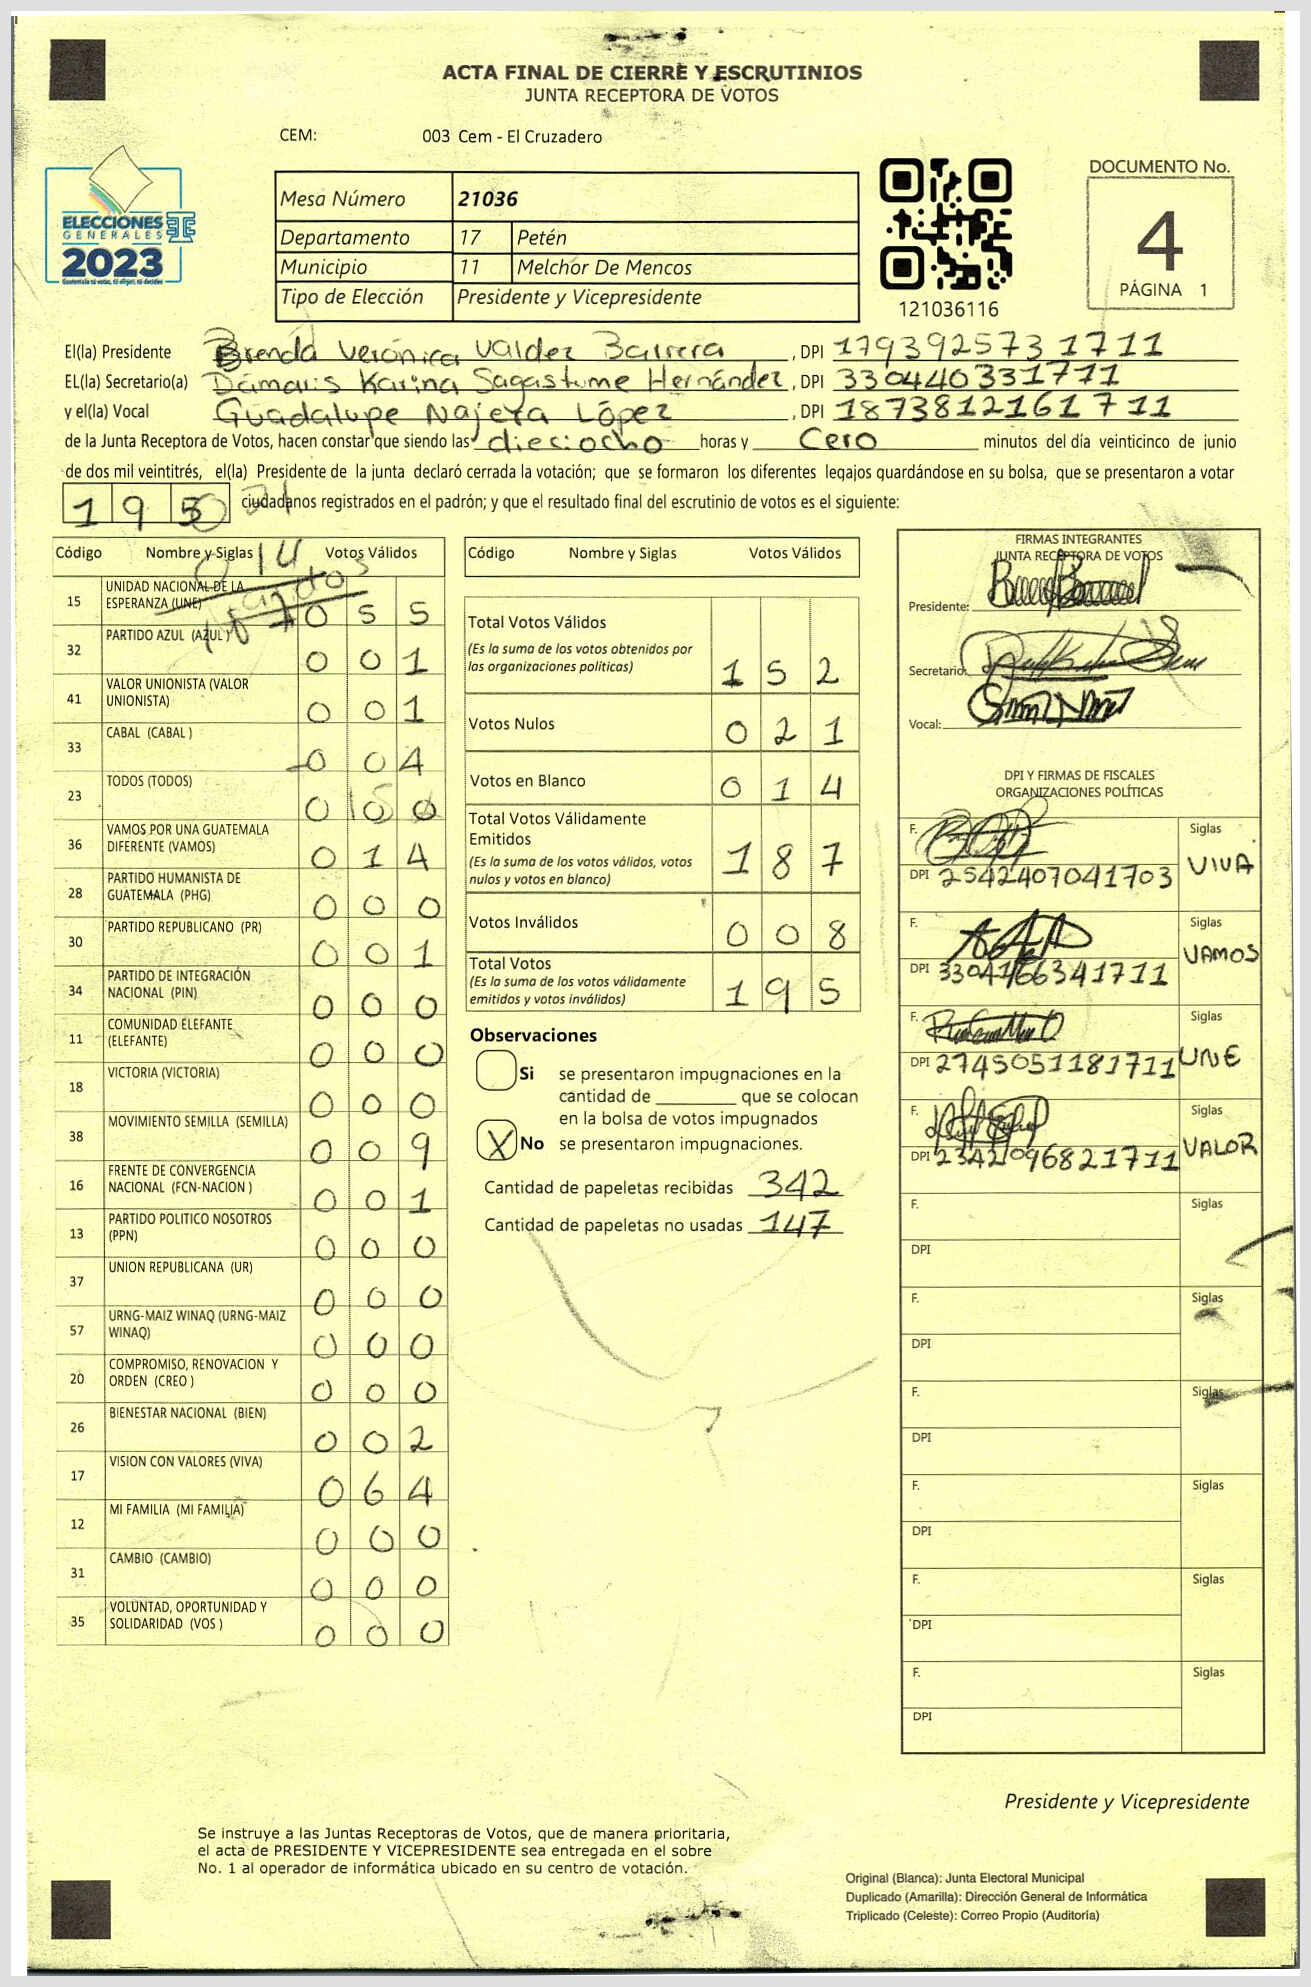 ACTA FINAL DE CIERRE Y ESCRUTINIOS
JUNTA RECEPTORA DE VOTOS
CEM: 003 Cem - El Cruzadero
ELECCIONES
GENERALES
2023
Mesa Número 21036
Departamento 17 Petén
Municipio 11 Melchor De Mencos
Tipo de Elección Presidente y Vicepresidente
121036116
DOCUMENTO No.
4
PÁGINA 1
El(la) Presidente Brenda Verónica Valdez Barrera, DPI 1793925731711
EL(la) Secretario(a) Dámaris Karina Sagastume Hernández, DPI 330440331711
y el(la) Vocal Guadalupe Najera López, DPI 1873812161711
de la Junta Receptora de Votos, hacen constar que siendo las dieciocho horas y Cero minutos del día veinticinco de junio
de dos mil veintitrés, el(la) Presidente de la junta declaró cerrada la votación; que se formaron los diferentes legajos quardándose en su bolsa, que se presentaron a votar
195 ciudadanos registrados en el padrón; y que el resultado final del escrutinio de votos es el siguiente:
Código Nombre y Siglas Votos Válidos
15 UNIDAD NACIONAL DE LA ESPERANZA (UNE) 0 5 5
32 PARTIDO AZUL (AZUL) 0 0 1
41 VALOR UNIONISTA (VALOR UNIONISTA) 0 0 1
33 CABAL (CABAL ) 0 0 4
23 TODOS (TODOS) 0 0 0
36 VAMOS POR UNA GUATEMALA DIFERENTE (VAMOS) 0 1 4
28 PARTIDO HUMANISTA DE GUATEMALA (PHG) 0 0 0
30 PARTIDO REPUBLICANO (PR) 0 0 1
34 PARTIDO DE INTEGRACIÓN NACIONAL (PIN) 0 0 0
11 COMUNIDAD ELEFANTE (ELEFANTE) 0 0 0
18 VICTORIA (VICTORIA) 0 0 0
38 MOVIMIENTO SEMILLA (SEMILLA) 0 0 9
16 FRENTE DE CONVERGENCIA NACIONAL (FCN-NACION ) 0 0 1
13 PARTIDO POLITICO NOSOTROS (PPN) 0 0 0
37 UNION REPUBLICANA (UR) 0 0 0
57 URNG-MAIZ WINAQ (URNG-MAIZ WINAQ) 0 0 0
20 COMPROMISO, RENOVACION Y ORDEN (CREO ) 0 0 0
26 BIENESTAR NACIONAL (BIEN) 0 0 2
17 VISION CON VALORES (VIVA) 0 6 4
12 MI FAMILIA (MI FAMILIA) 0 0 0
31 CAMBIO (CAMBIO) 0 0 0
35 VOLUNTAD, OPORTUNIDAD Y SOLIDARIDAD (VOS ) 0 0 0
Código Nombre y Siglas Votos Válidos
Total Votos Válidos
(Es la suma de los votos obtenidos por
las organizaciones políticas) 1 5 2
Votos Nulos 0 2 1
Votos en Blanco 0 1 4
Total Votos Válidamente
Emitidos
(Es la suma de los votos válidos, votos
nulos y votos en blanco) 1 8 7
Votos Inválidos 0 0 8
Total Votos
(Es la suma de los votos válidamente
emitidos y votos inválidos) 1 9 5
Observaciones
Si se presentaron impugnaciones en la
cantidad de ________ que se colocan
en la bolsa de votos impugnados
X No se presentaron impugnaciones.
Cantidad de papeletas recibidas 342
Cantidad de papeletas no usadas 147
FIRMAS INTEGRANTES
JUNTA RECEPTORA DE VOTOS
Presidente:
Secretario:
Vocal:
DPI Y FIRMAS DE FISCALES
ORGANIZACIONES POLÍTICAS
F. Siglas
DPI 2542407041703 VIVA
F. Siglas
DPI 3304166341711 VAMOS
F. Siglas
DPI 2745051181711 UNE
F. Siglas
DPI 2342096821711 VALOR
F. Siglas
DPI
F. Siglas
DPI
F. Siglas
DPI
F. Siglas
DPI
F. Siglas
DPI
F. Siglas
DPI
Presidente y Vicepresidente
Se instruye a las Juntas Receptoras de Votos, que de manera prioritaria,
el acta de PRESIDENTE Y VICEPRESIDENTE sea entregada en el sobre
No. 1 al operador de informática ubicado en su centro de votación.
Original (Blanca): Junta Electoral Municipal
Duplicado (Amarilla): Dirección General de Informática
Triplicado (Celeste): Correo Propio (Auditoría)